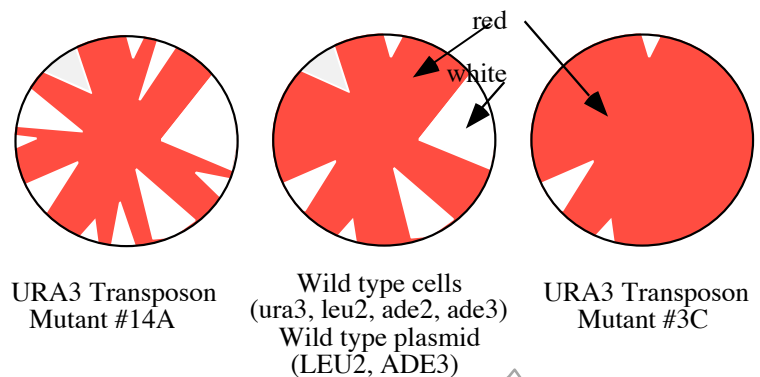 red
white
URA3 Transposon
Mutant #14A
Wild type cells
(ura3, leu2, ade2, ade3)
Wild type plasmid
(LEU2, ADE3)
URA3 Transposon
Mutant #3C